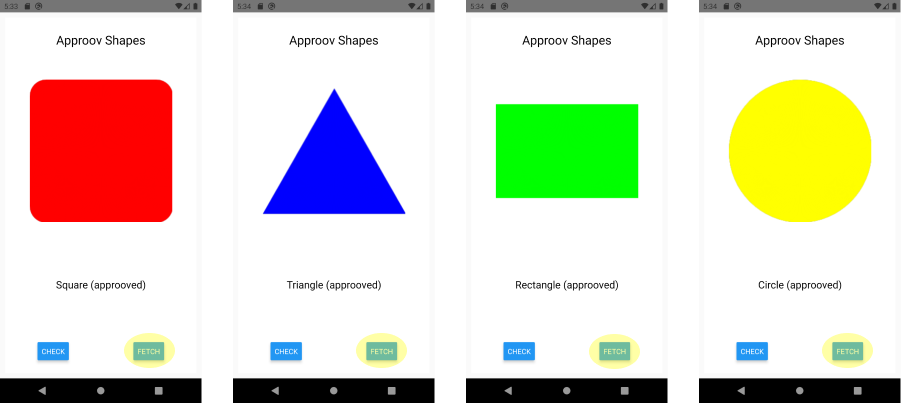 5:33
Approov Shapes
Square (approoved)
CHECK
FETCH
5:34
Approov Shapes
Triangle (approoved)
CHECK
FETCH
5:34
Approov Shapes
Rectangle (approoved)
CHECK
FETCH
5:34
Approov Shapes
Circle (approoved)
CHECK
FETCH